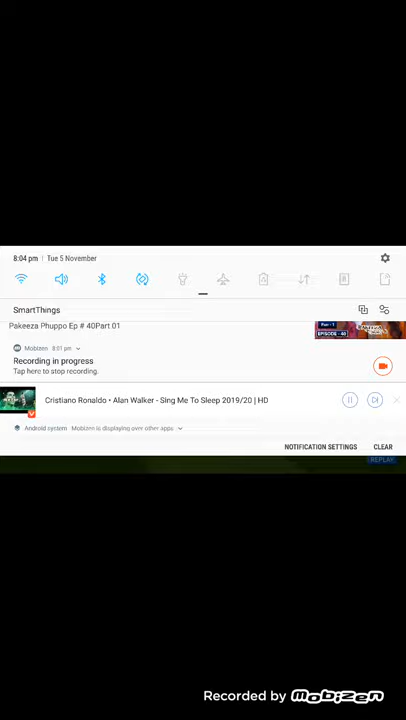 8:04 pm | Tue 5 November
SmartThings
Pakeeza Phuppo Ep # 40Part 01
EPISODE - 40
Mobizen 8:01 pm
Recording in progress
Tap here to stop recording.
Cristiano Ronaldo • Alan Walker - Sing Me To Sleep 2019/20 | HD
Android system Mobizen is displaying over other apps
NOTIFICATION SETTINGS CLEAR
REPLAY
Recorded by Mobizen